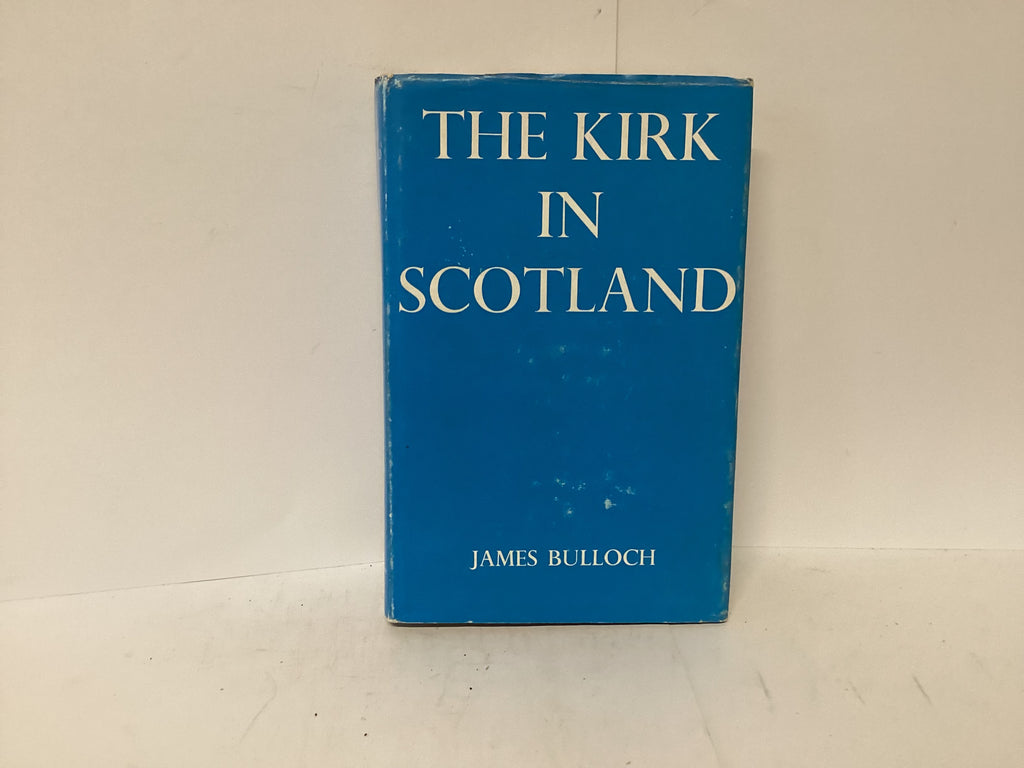 THE KIRK
IN
SCOTLAND
JAMES BULLOCH